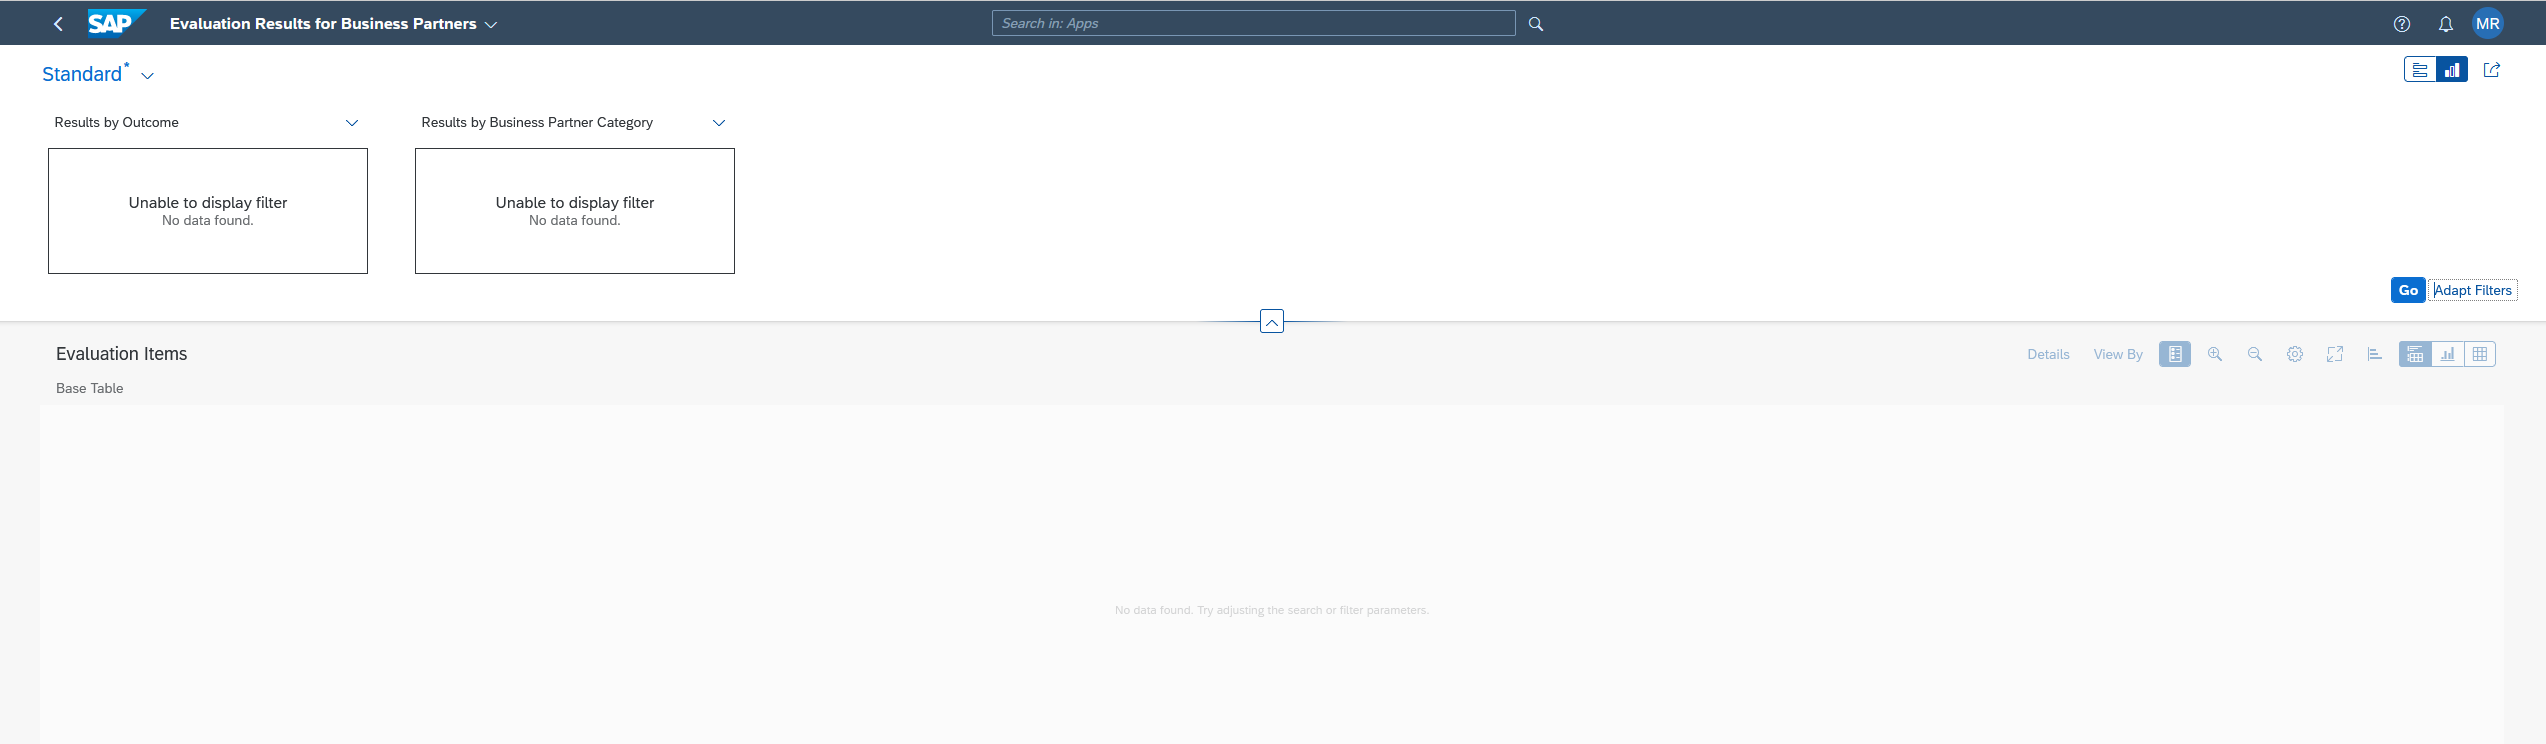 SAP Evaluation Results for Business Partners Search in: Apps MR
Standard*
Results by Outcome Results by Business Partner Category
Unable to display filter Unable to display filter
No data found. No data found.
Go Adapt Filters
Evaluation Items Details View By
Base Table
No data found. Try adjusting the search or filter parameters.